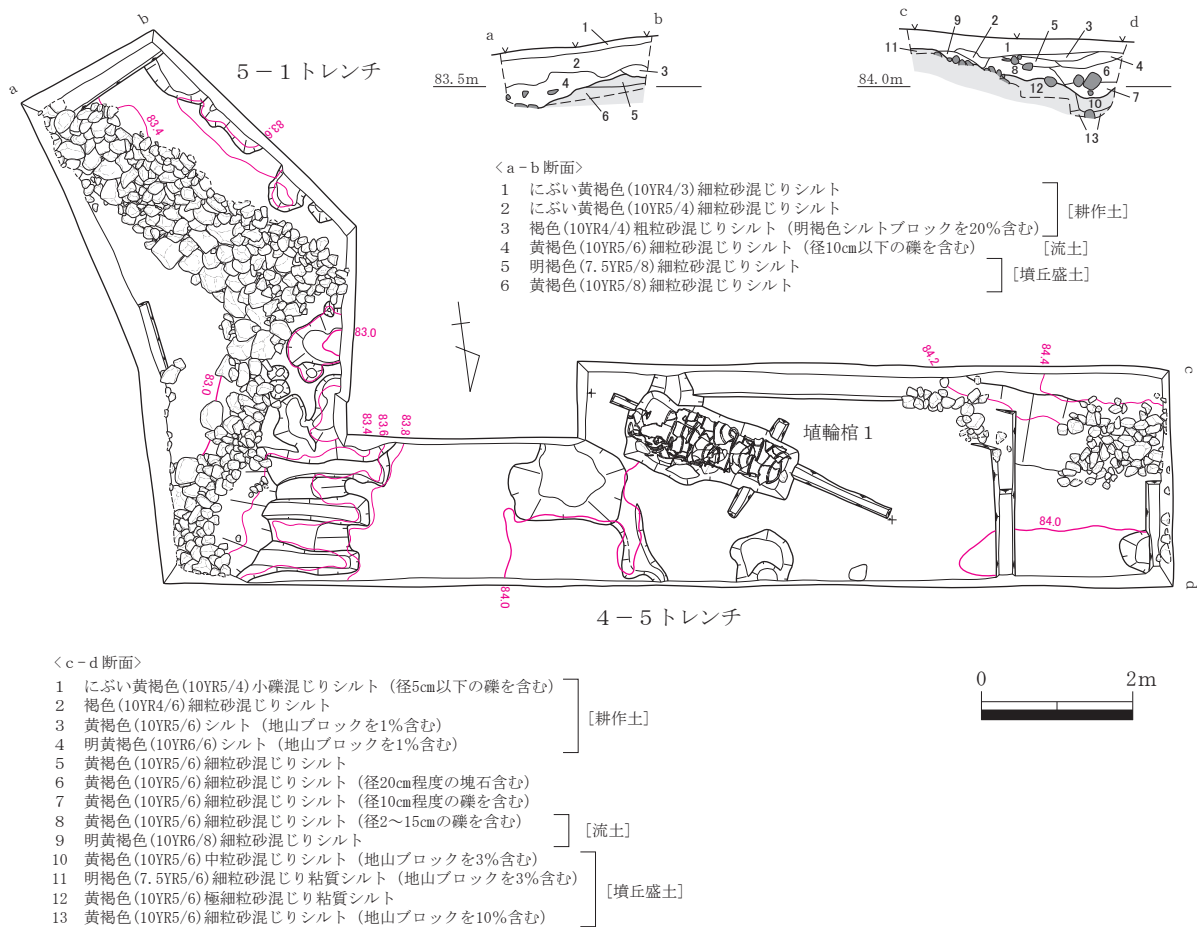 a
b
5－1トレンチ
83.4
83.6
83.0
83.0
83.4
83.6
83.8
a
b
1
2
3
4
5
6
83.5m
c
d
9
2
1
5
3
11
4
8
6
12
7
10
13
84.0m
<a-b断面>
1 にぶい黄褐色(10YR4/3)細粒砂混じりシルト
2 にぶい黄褐色(10YR5/4)細粒砂混じりシルト
3 褐色(10YR4/4)粗粒砂混じりシルト（明褐色シルトブロックを20%含む）
[耕作土]
4 黄褐色(10YR5/6)細粒砂混じりシルト（径10cm以下の礫を含む） [流土]
5 明褐色(7.5YR5/8)細粒砂混じりシルト
6 黄褐色(10YR5/8)細粒砂混じりシルト
[墳丘盛土]
84.2
84.4
c
埴輪棺1
84.0
84.0
d
4－5トレンチ
<c-d断面>
1 にぶい黄褐色(10YR5/4)小礫混じりシルト（径5cm以下の礫を含む）
2 褐色(10YR4/6)細粒砂混じりシルト
3 黄褐色(10YR5/6)シルト（地山ブロックを1%含む）
4 明黄褐色(10YR6/6)シルト（地山ブロックを1%含む）
[耕作土]
5 黄褐色(10YR5/6)細粒砂混じりシルト
6 黄褐色(10YR5/6)細粒砂混じりシルト（径20cm程度の塊石含む）
7 黄褐色(10YR5/6)細粒砂混じりシルト（径10cm程度の礫を含む）
8 黄褐色(10YR5/6)細粒砂混じりシルト（径2～15cmの礫を含む）
9 明黄褐色(10YR6/8)細粒砂混じりシルト
[流土]
10 黄褐色(10YR5/6)中粒砂混じりシルト（地山ブロックを3%含む）
11 明褐色(7.5YR5/6)細粒砂混じり粘質シルト（地山ブロックを3%含む）
12 黄褐色(10YR5/6)極細粒砂混じり粘質シルト
13 黄褐色(10YR5/6)細粒砂混じりシルト（地山ブロックを10%含む）
[墳丘盛土]
0 2m